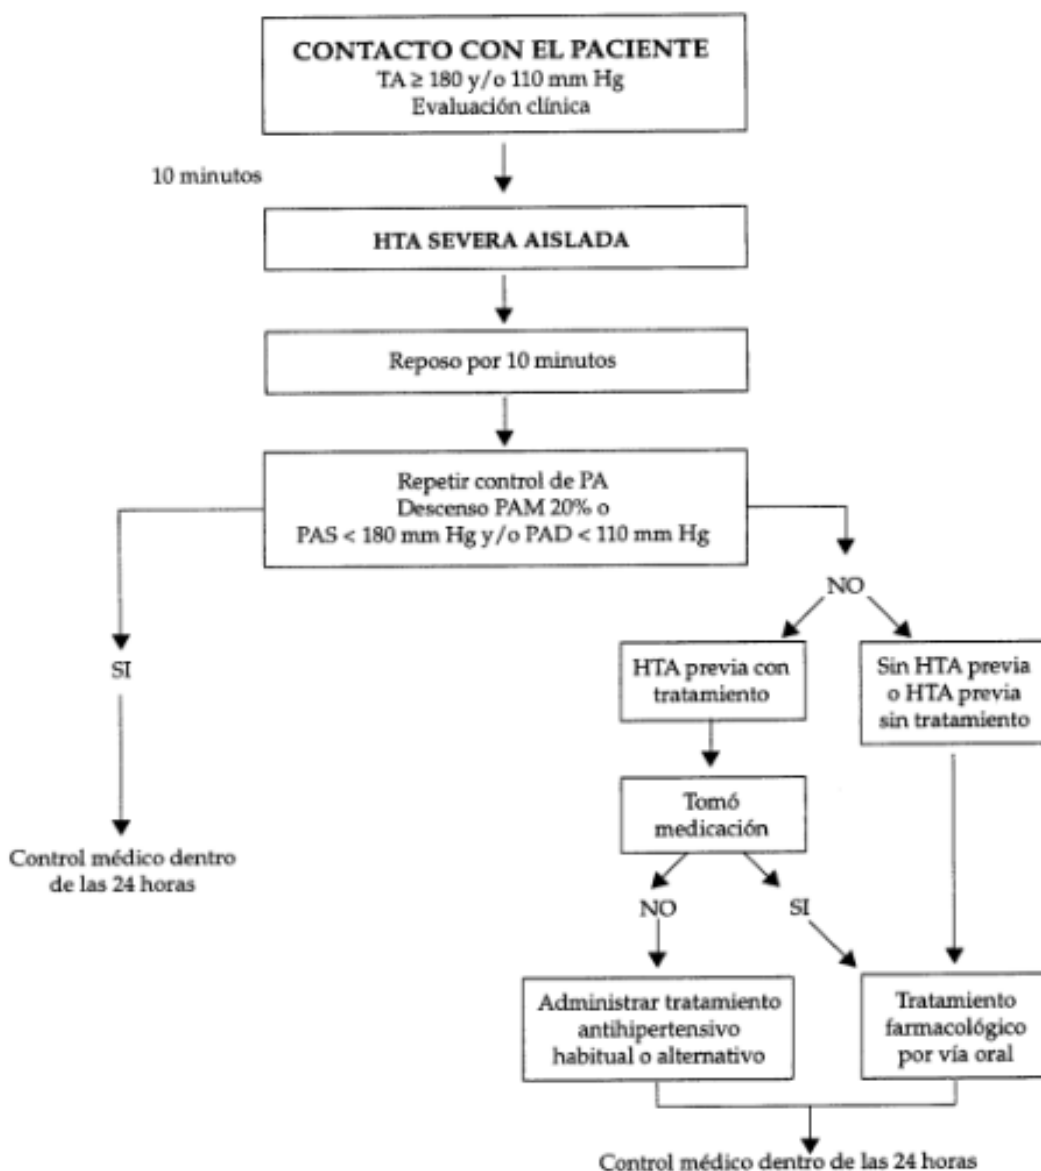 CONTACTO CON EL PACIENTE
TA ≥ 180 y/o 110 mm Hg
Evaluación clínica
10 minutos
HTA SEVERA AISLADA
Reposo por 10 minutos
Repetir control de PA
Descenso PAM 20% o
PAS < 180 mm Hg y/o PAD < 110 mm Hg
SI
Control médico dentro
de las 24 horas
NO
HTA previa con
tratamiento
Sin HTA previa
o HTA previa
sin tratamiento
Tomó
medicación
NO
SI
Administrar tratamiento
antihipertensivo
habitual o alternativo
Tratamiento
farmacológico
por vía oral
Control médico dentro de las 24 horas